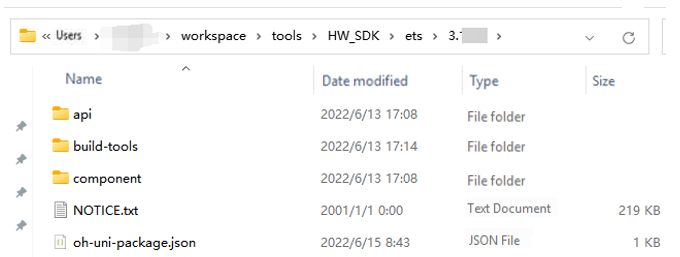 « Users > > workspace > tools > HW_SDK > ets > 3. >
Name Date modified Type Size
api 2022/6/13 17:08 File folder
build-tools 2022/6/13 17:14 File folder
component 2022/6/13 17:08 File folder
NOTICE.txt 2001/1/1 0:00 Text Document 219 KB
oh-uni-package.json 2022/6/15 8:43 JSON File 1 KB